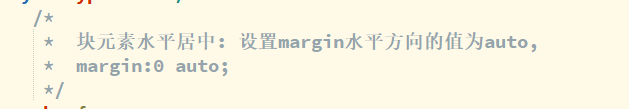 /*
*  块元素水平居中: 设置margin水平方向的值为auto,
*  margin:0 auto;
*/